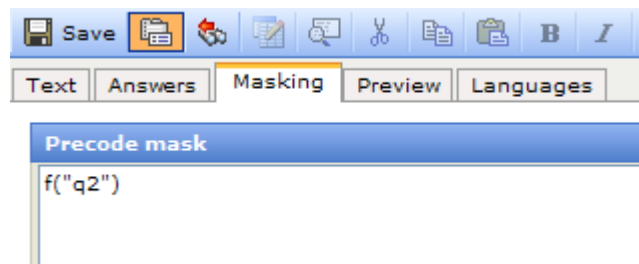 Save B I
Text Answers Masking Preview Languages
Precode mask
f("q2")